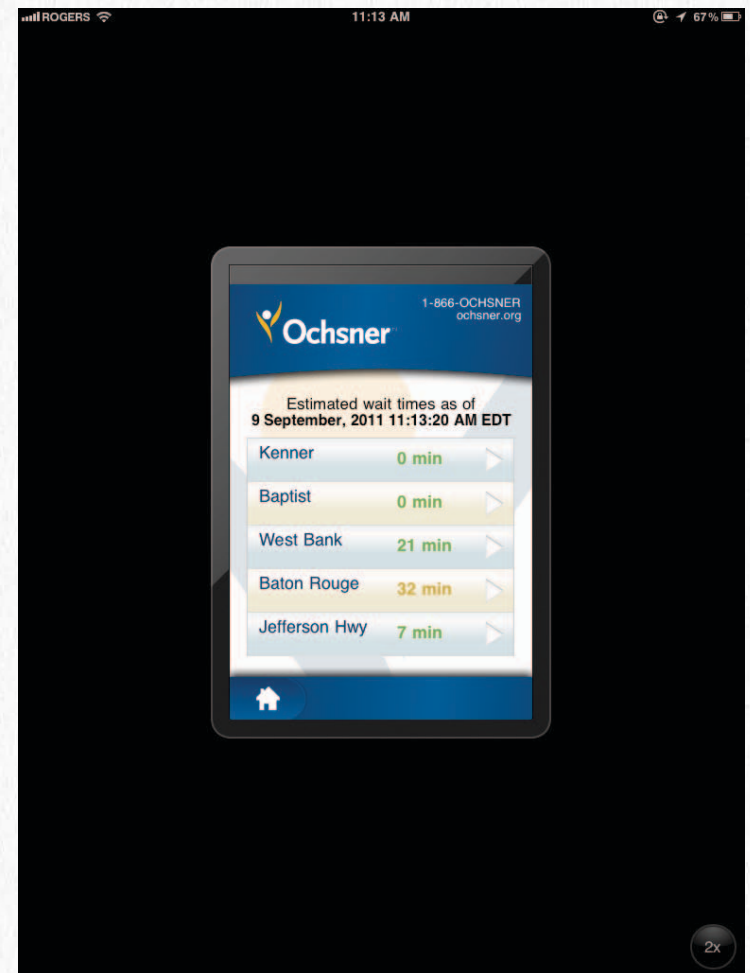 ROGERS 11:13 AM 67%
1-866-OCHSNER
ochsner.org
Ochsner
Estimated wait times as of
9 September, 2011 11:13:20 AM EDT
Kenner 0 min
Baptist 0 min
West Bank 21 min
Baton Rouge 32 min
Jefferson Hwy 7 min
2x